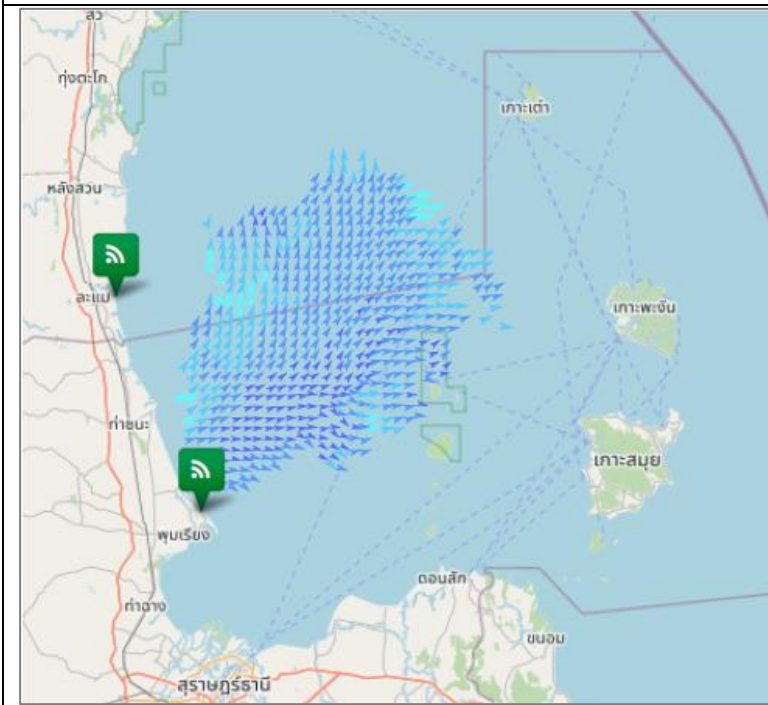 สวี
ทุ่งตะโก
เกาะเต่า
หลังสวน
ละแม
เกาะพะงัน
ท่าชนะ
เกาะสมุย
พุมเรียง
ดอนสัก
ท่าฉาง
ขนอม
สุราษฎร์ธานี